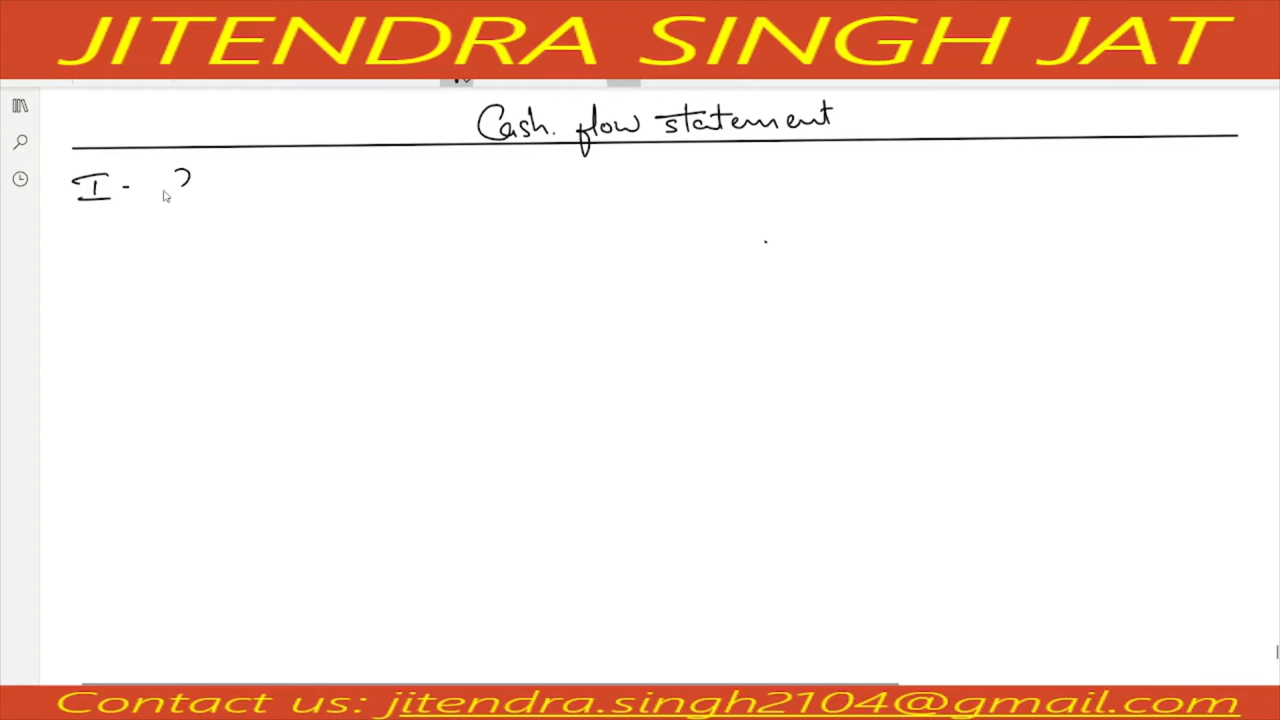 JITENDRA SINGH JAT
Cash flow statement
I -
Contact us: jitendra.singh2104@gmail.com